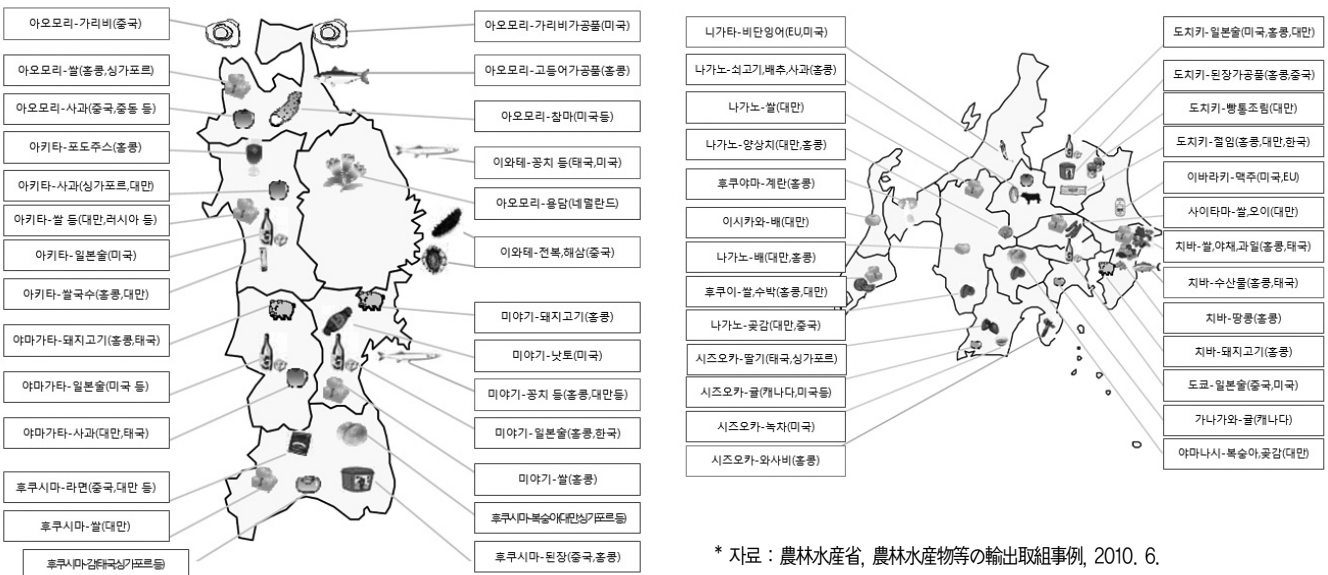 아오모리-가리비(중국)
아오모리-쌀(홍콩,싱가포르)
아오모리-사과(중국,중동 등)
아키타-포도주스(홍콩)
아키타-사과(싱가포르,대만)
아키타-쌀 등(대만,러시아 등)
아키타-일본술(미국)
아키타-쌀국수(홍콩,대만)
야마가타-돼지고기(홍콩,태국)
야마가타-일본술(미국 등)
야마가타-사과(대만,태국)
후쿠시마-라면(중국,대만 등)
후쿠시마-쌀(대만)
후쿠시마-감(태국싱가포르등)
아오모리-가리비가공품(미국)
아오모리-고등어가공품(홍콩)
아오모리-참마(미국등)
이와테-꽁치 등(태국,미국)
아오모리-용담(네덜란드)
이와테-전복,해삼(중국)
미야기-돼지고기(홍콩)
미야기-낫토(미국)
미야기-꽁치 등(홍콩,대만등)
미야기-일본술(홍콩,한국)
미야기-쌀(홍콩)
후쿠시마-복숭아(대만싱가포르등)
후쿠시마-된장(중국,홍콩)
니가타-비단잉어(EU,미국)
나가노-쇠고기,배추,사과(홍콩)
나가노-쌀(대만)
나가노-양상치(대만,홍콩)
후쿠야마-계란(홍콩)
이시카와-배(대만)
나가노-배(대만,홍콩)
후쿠이-쌀,수박(홍콩,대만)
나가노-곶감(대만,중국)
시즈오카-딸기(태국,싱가포르)
시즈오카-귤(캐나다,미국등)
시즈오카-녹차(미국)
시즈오카-와사비(홍콩)
도치키-일본술(미국,홍콩,대만)
도치키-된장가공품(홍콩,중국)
도치키-빵통조림(대만)
도치키-절임(홍콩,대만,한국)
이바라키-맥주(미국,EU)
사이타마-쌀,오이(대만)
치바-쌀,야채,과일(홍콩,태국)
치바-수산물(홍콩,태국)
치바-땅콩(홍콩)
치바-돼지고기(홍콩)
도쿄-일본술(중국,미국)
가나가와-귤(캐나다)
야마나시-복숭아,곶감(대만)
* 자료 : 農林水産省, 農林水産物等の輸出取組事例, 2010. 6.